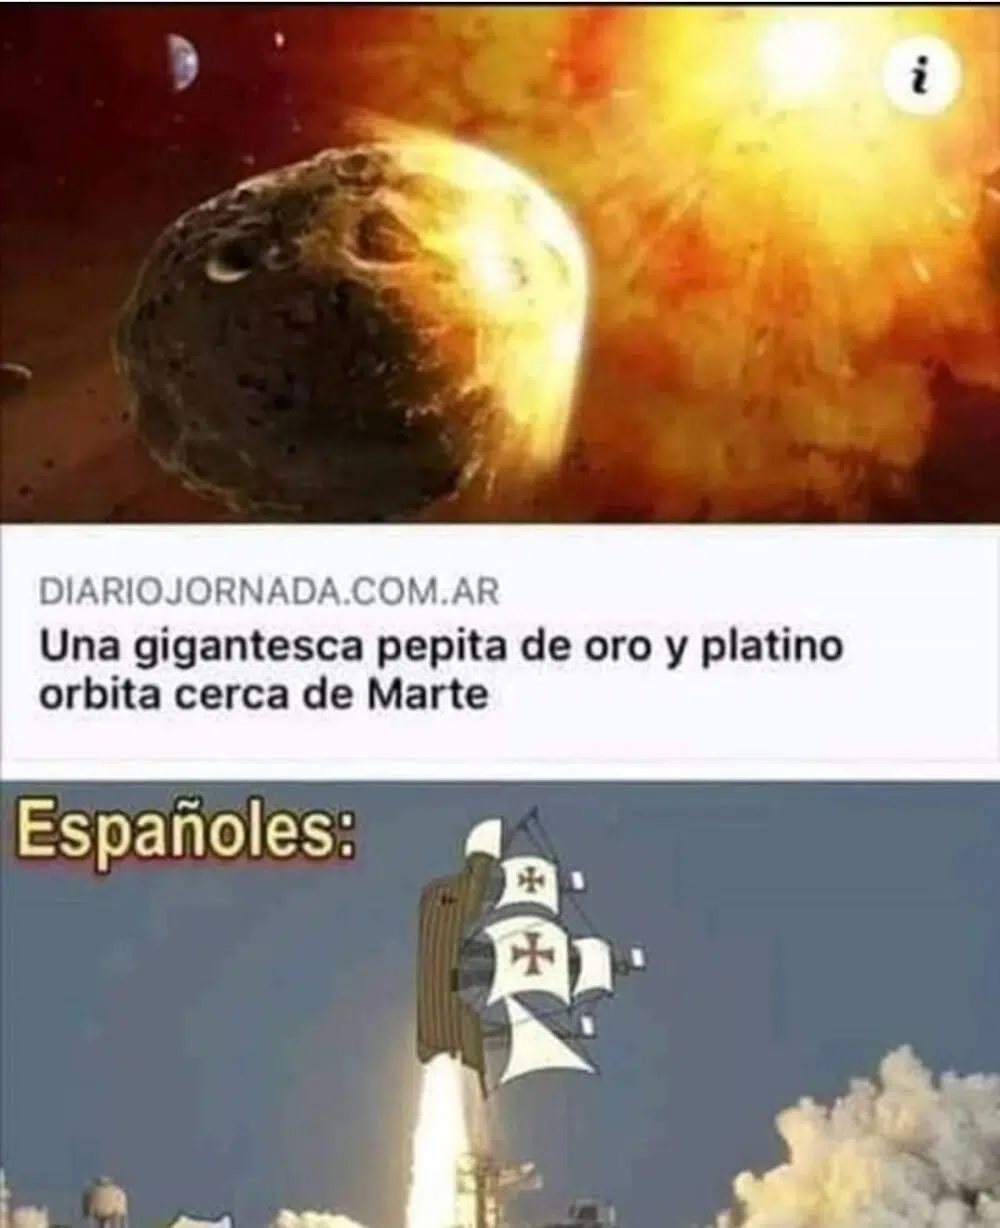 i
DIARIOJORNADA.COM.AR
Una gigantesca pepita de oro y platino
orbita cerca de Marte
Españoles: